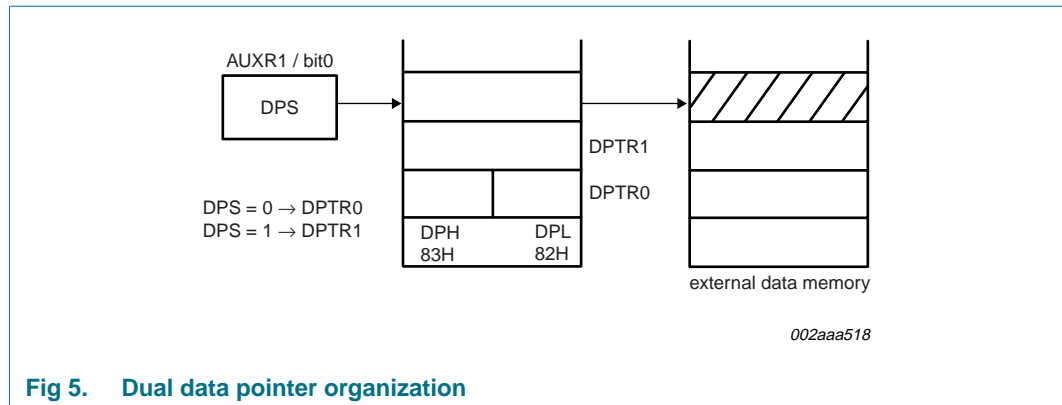 AUXR1 / bit0
DPS
DPTR1
DPTR0
DPS = 0 → DPTR0
DPS = 1 → DPTR1
DPH DPL
83H 82H
external data memory
002aaa518
Fig 5. Dual data pointer organization